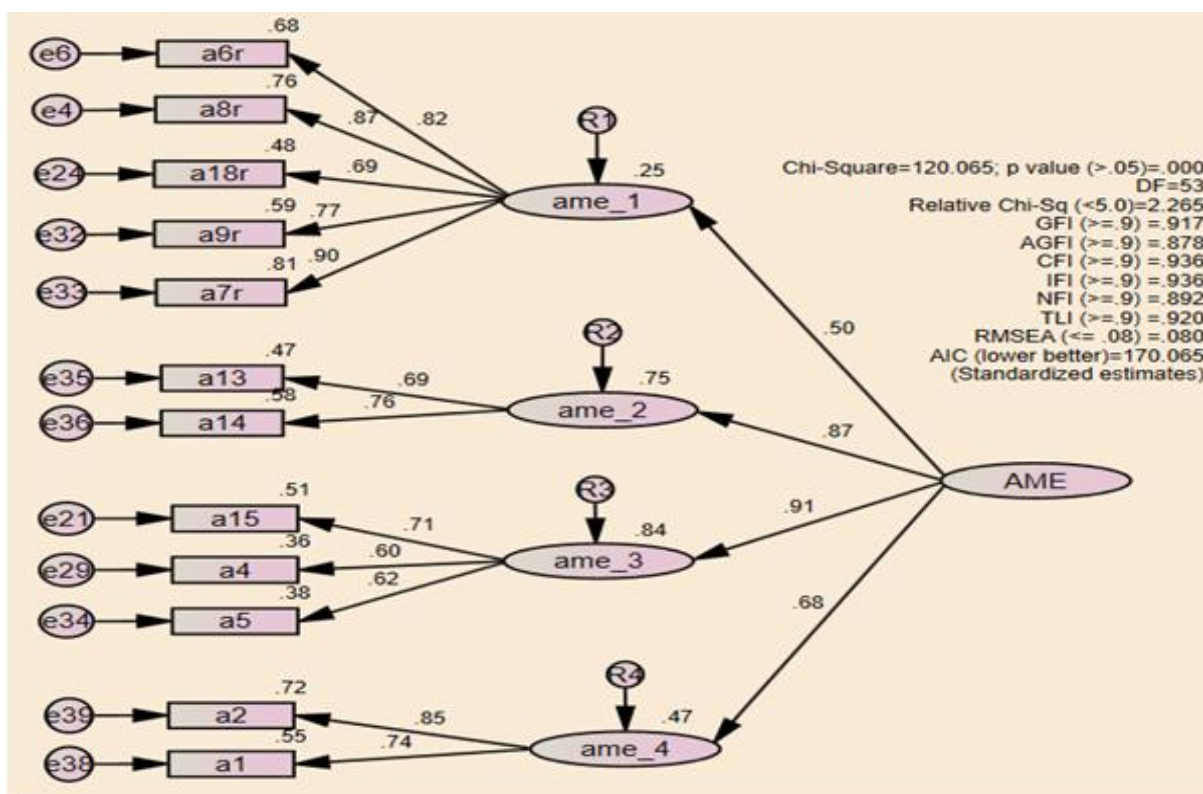 .68
e6 a6r
.76
e4 a8r
.87 .82
R1
.48
e24 a18r
.69
.25
ame_1
.59 .77
e32 a9r
.81 .90
e33 a7r
Chi-Square=120.065; p value (>.05)=.000
DF=53
Relative Chi-Sq (<5.0)=2.265
GFI (>=.9) =.917
AGFI (>=.9) =.878
CFI (>=.9) =.936
IFI (>=.9) =.936
NFI (>=.9) =.892
TLI (>=.9) =.920
RMSEA (<= .08) =.080
AIC (lower better)=170.065
(Standardized estimates)
.50
R2
.47
e35 a13
.69
.75
.58 .76
ame_2
e36 a14
.87
AME
.51
R3
e21 a15
.71
.91
.84
.36
.60
ame_3
e29 a4
.62
.38
e34 a5
.68
R4
.72
e39 a2
.85
.47
.55 .74
ame_4
e38 a1